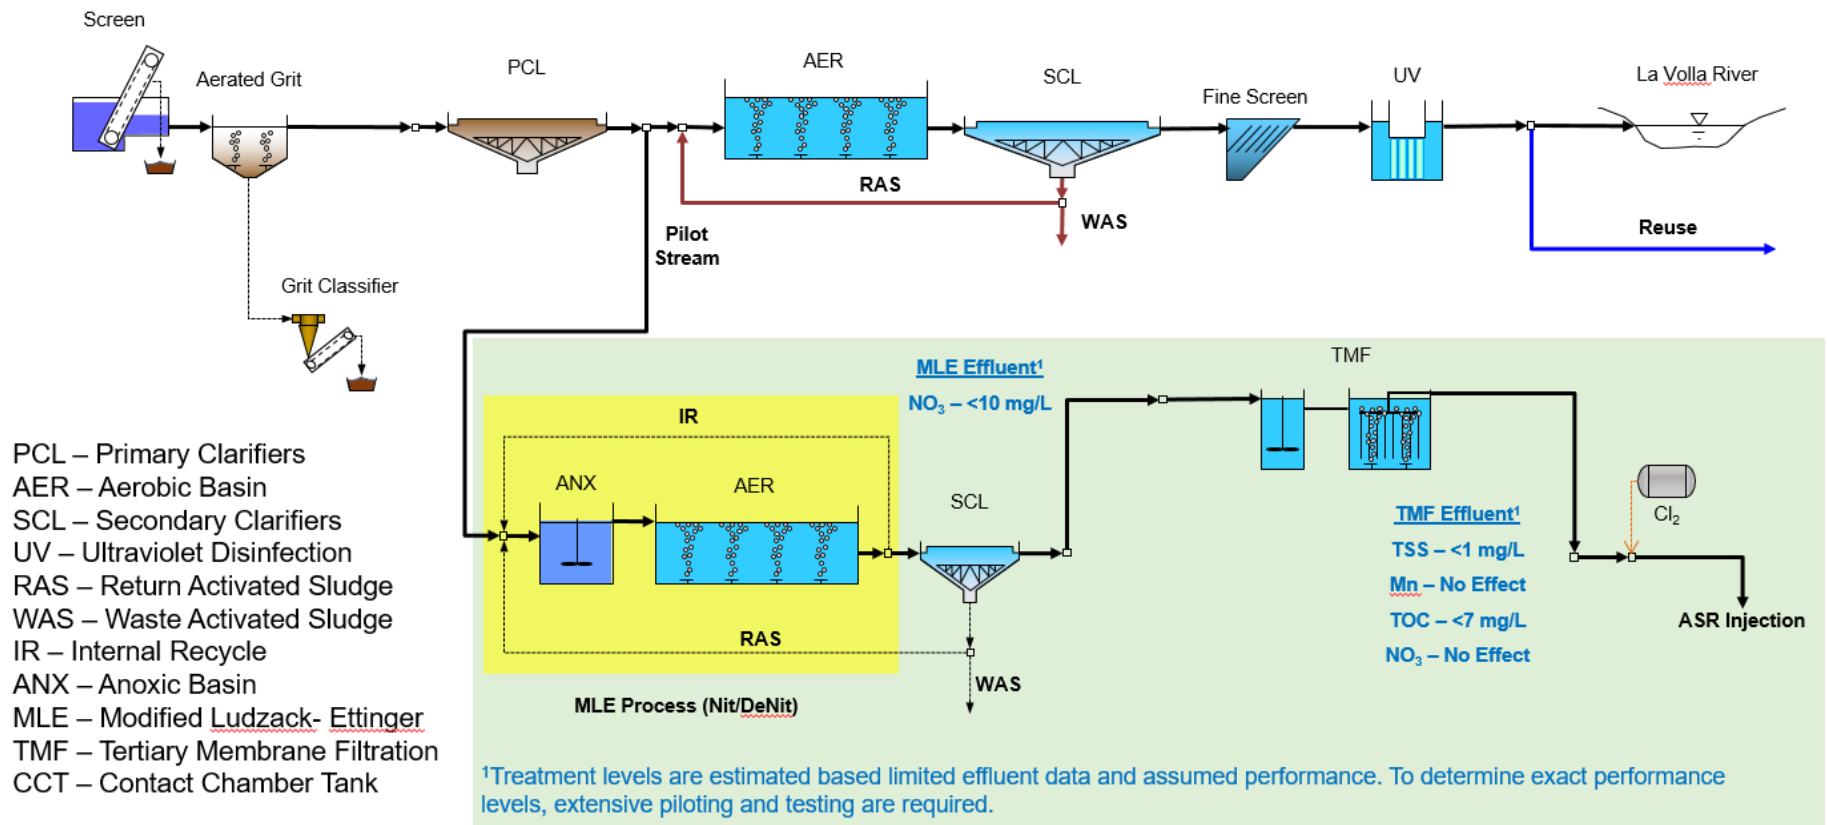 Screen
Aerated Grit
PCL
AER
SCL
Fine Screen
UV
La Volla River
RAS
WAS
Pilot
Stream
Reuse
Grit Classifier
TMF
MLE Effluent¹
NO₃ – <10 mg/L
IR
ANX
AER
SCL
Cl₂
TMF Effluent¹
TSS – <1 mg/L
Mn – No Effect
TOC – <7 mg/L
NO₃ – No Effect
ASR Injection
RAS
WAS
MLE Process (Nit/DeNit)
PCL – Primary Clarifiers
AER – Aerobic Basin
SCL – Secondary Clarifiers
UV – Ultraviolet Disinfection
RAS – Return Activated Sludge
WAS – Waste Activated Sludge
IR – Internal Recycle
ANX – Anoxic Basin
MLE – Modified Ludzack- Ettinger
TMF – Tertiary Membrane Filtration
CCT – Contact Chamber Tank
¹Treatment levels are estimated based limited effluent data and assumed performance. To determine exact performance
levels, extensive piloting and testing are required.